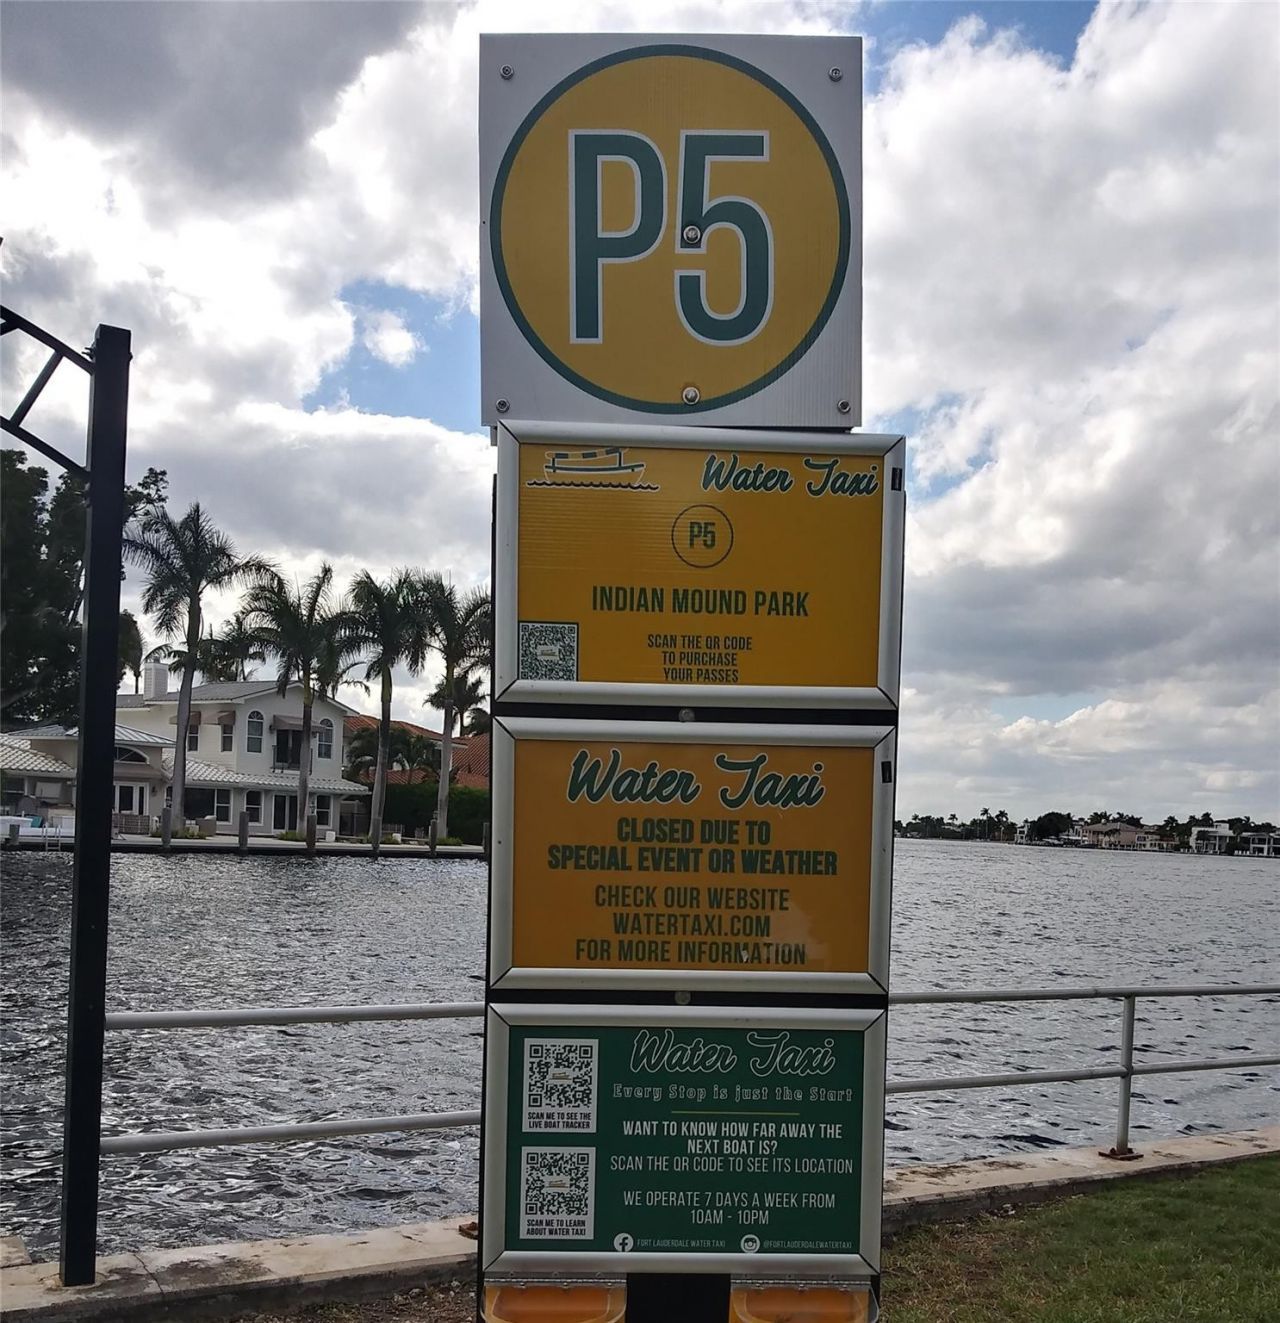 P5
Water Taxi
P5
INDIAN MOUND PARK
SCAN THE QR CODE
TO PURCHASE
YOUR PASSES
Water Taxi
CLOSED DUE TO
SPECIAL EVENT OR WEATHER
CHECK OUR WEBSITE
WATERTAXI.COM
FOR MORE INFORMATION
Water Taxi
Every Stop is just the Start
SCAN ME TO SEE THE
LIVE BOAT TRACKER
WANT TO KNOW HOW FAR AWAY THE
NEXT BOAT IS?
SCAN THE QR CODE TO SEE ITS LOCATION
SCAN ME TO LEARN
ABOUT WATER TAXI
WE OPERATE 7 DAYS A WEEK FROM
10AM - 10PM
FORT LAUDERDALE WATER TAXI
@FORTLAUDERDALEWATERTAXI